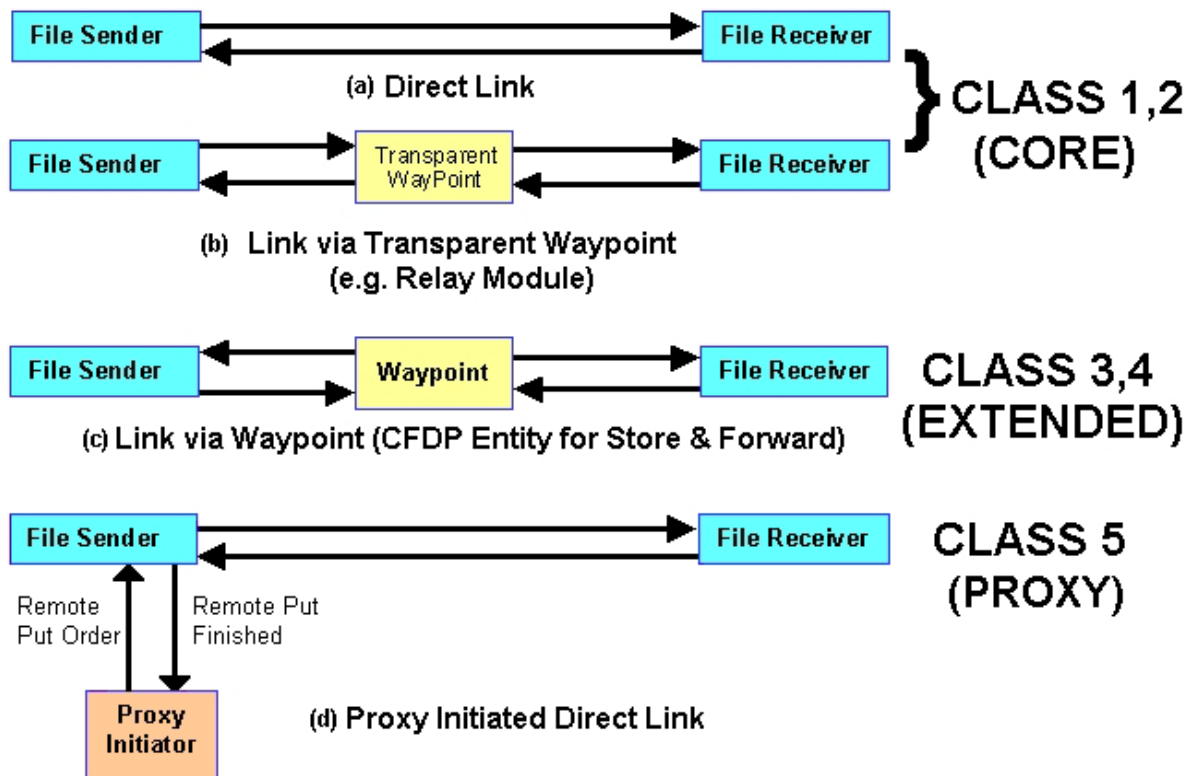 File Sender
File Receiver
(a) Direct Link
CLASS 1,2
(CORE)
File Sender
Transparent
WayPoint
File Receiver
(b) Link via Transparent Waypoint
(e.g. Relay Module)
File Sender
Waypoint
File Receiver
CLASS 3,4
(EXTENDED)
(c) Link via Waypoint (CFDP Entity for Store & Forward)
File Sender
File Receiver
CLASS 5
(PROXY)
Remote
Put Order
Remote Put
Finished
Proxy
Initiator
(d) Proxy Initiated Direct Link